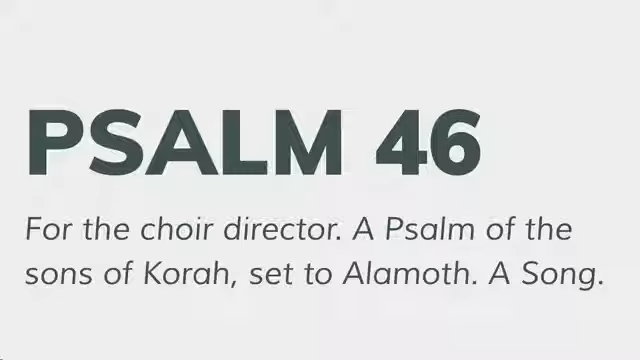 PSALM 46
For the choir director. A Psalm of the
sons of Korah, set to Alamoth. A Song.